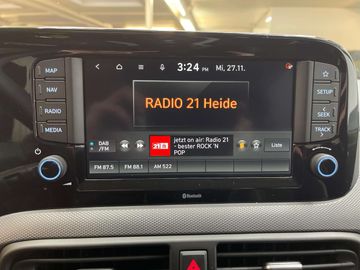 3:24 PM Mi, 27.11.
MAP
NAV
RADIO
MEDIA
RADIO 21 Heide
SETUP
SEEK
TRACK
DAB
/FM
21
jetzt on air: Radio 21
- bester ROCK 'N
POP
Liste
FM 87.5
FM 88.1
AM 522
Bluetooth